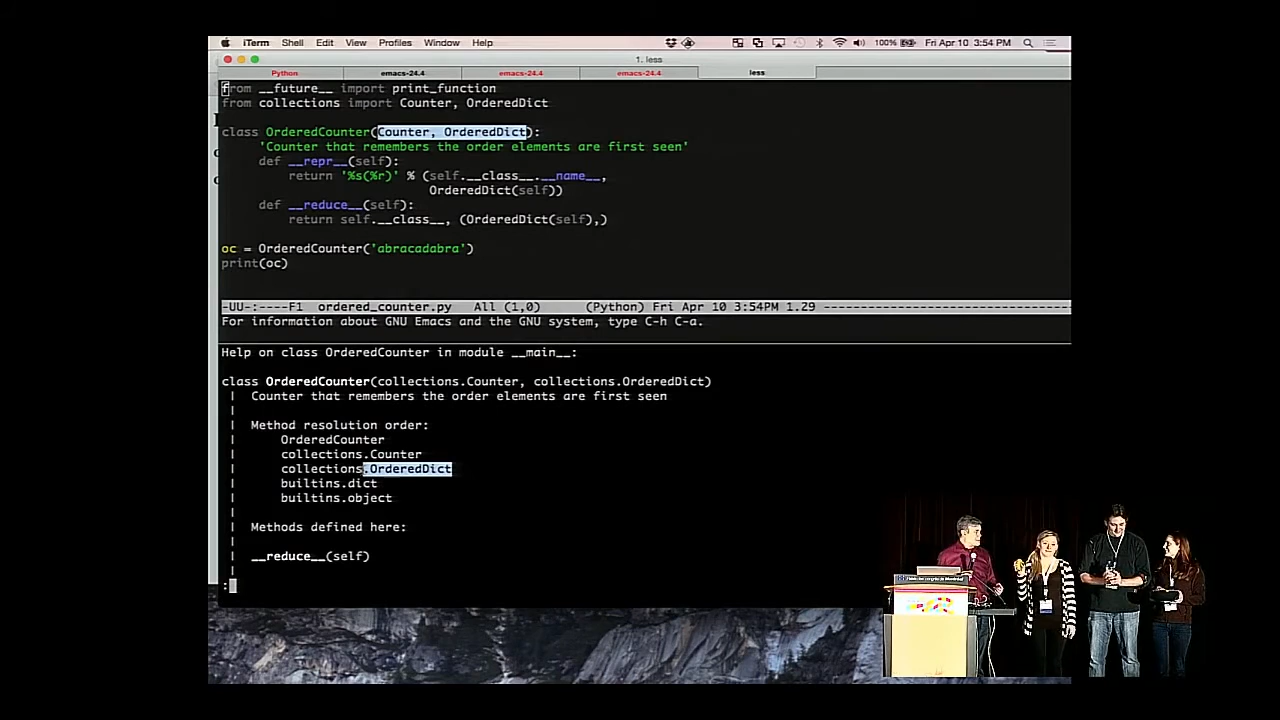 iTerm Shell Edit View Profiles Window Help 100% Fri Apr 10 3:54 PM
1. less
Python emacs-24.4 emacs-24.4 emacs-24.4 less
from __future__ import print_function
from collections import Counter, OrderedDict
class OrderedCounter(Counter, OrderedDict):
'Counter that remembers the order elements are first seen'
def __repr__(self):
return '%s(%r)' % (self.__class__.__name__,
OrderedDict(self))
def __reduce__(self):
return self.__class__, (OrderedDict(self),)
oc = OrderedCounter('abracadabra')
print(oc)
-UU-:----F1 ordered_counter.py All (1,0) (Python) Fri Apr 10 3:54PM 1.29 -----------------------------------
For information about GNU Emacs and the GNU system, type C-h C-a.
Help on class OrderedCounter in module __main__:
class OrderedCounter(collections.Counter, collections.OrderedDict)
| Counter that remembers the order elements are first seen
|
| Method resolution order:
| OrderedCounter
| collections.Counter
| collections.OrderedDict
| builtins.dict
| builtins.object
|
| Methods defined here:
|
| __reduce__(self)
|
: